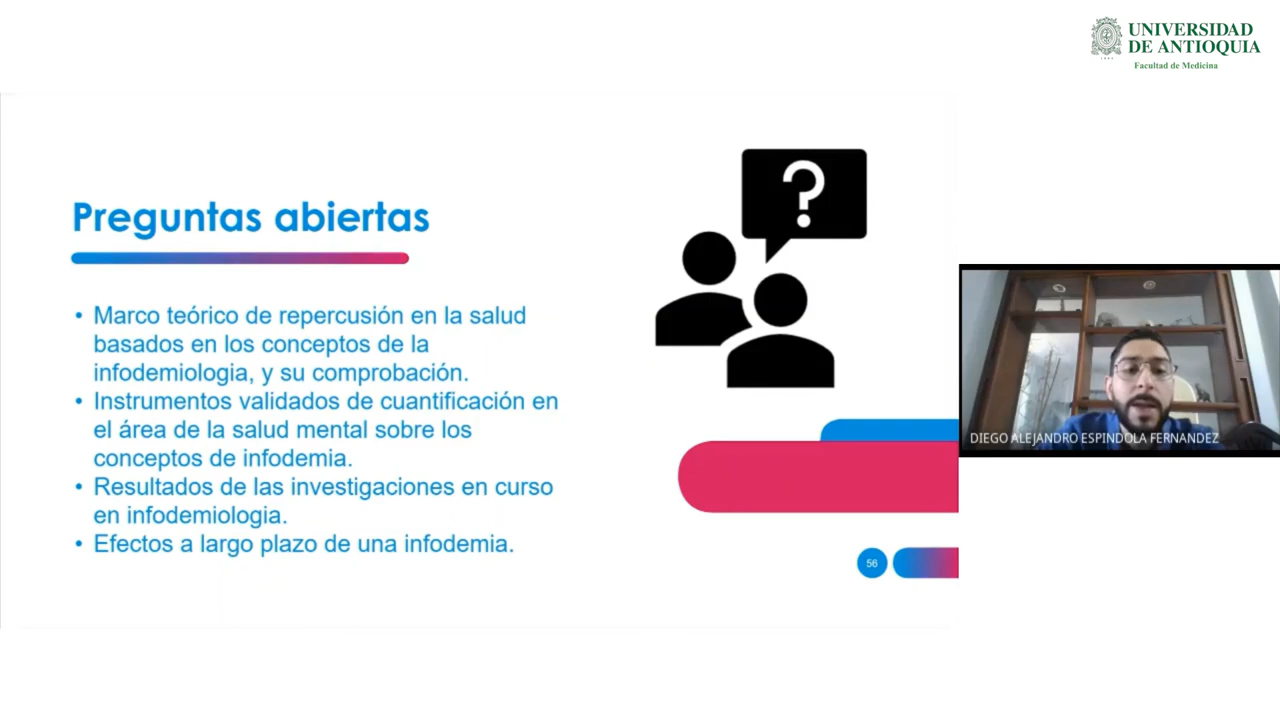 UNIVERSIDAD
DE ANTIOQUIA
Facultad de Medicina
Preguntas abiertas
?
• Marco teórico de repercusión en la salud
basados en los conceptos de la
infodemiologia, y su comprobación.
• Instrumentos validados de cuantificación en
el área de la salud mental sobre los
conceptos de infodemia.
• Resultados de las investigaciones en curso
en infodemiologia.
• Efectos a largo plazo de una infodemia.
56
DIEGO ALEJANDRO ESPINDOLA FERNANDEZ